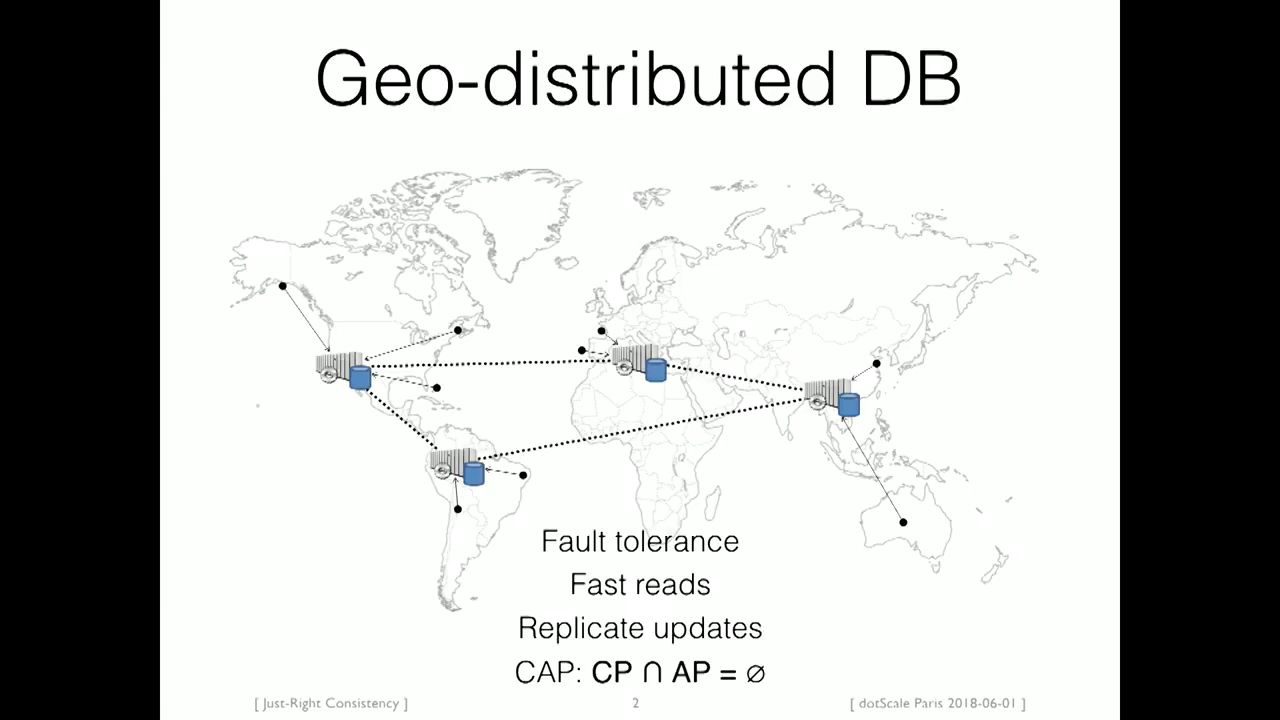 Geo-distributed DB
Fault tolerance
Fast reads
Replicate updates
CAP: CP ∩ AP = ∅
[ Just-Right Consistency ]
2
[ dotScale Paris 2018-06-01 ]